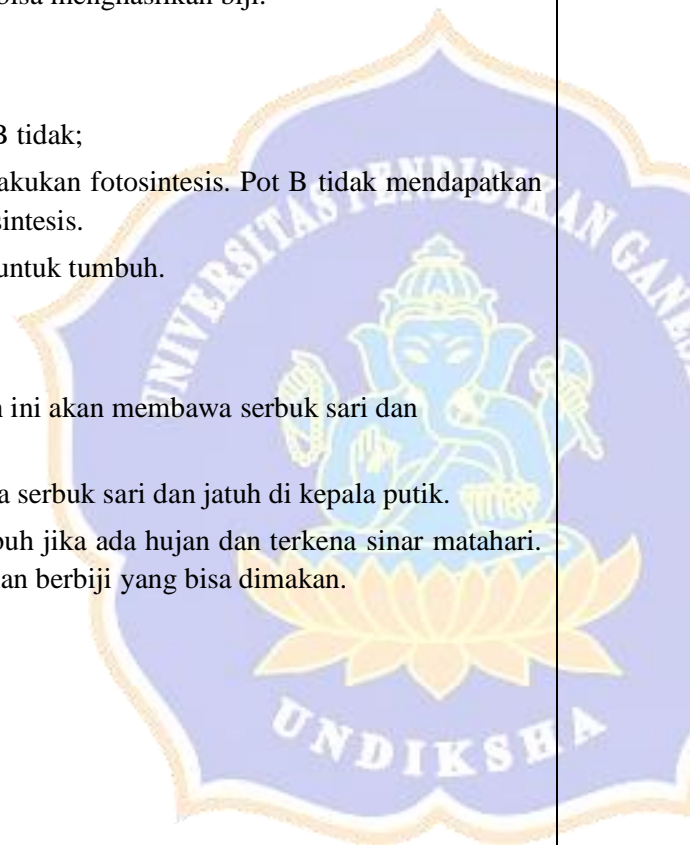 bisa menghasilkan biji.
B tidak;
akukan fotosintesis. Pot B tidak mendapatkan
sintesis.
untuk tumbuh.
ini akan membawa serbuk sari dan
a serbuk sari dan jatuh di kepala putik.
buh jika ada hujan dan terkena sinar matahari.
an berbiji yang bisa dimakan.
UNIVERSITAS PENDIDIKAN GANES
UNDIKSHA